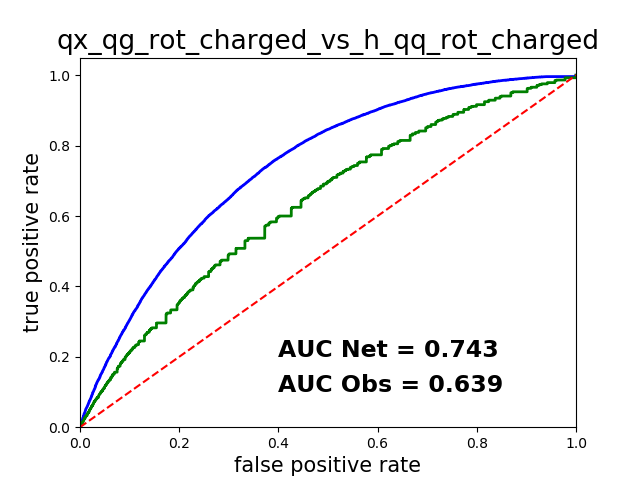 qx_qg_rot_charged_vs_h_qq_rot_charged
1.0
0.8
0.6
0.4
0.2
0.0
true positive rate
AUC Net = 0.743
AUC Obs = 0.639
0.0 0.2 0.4 0.6 0.8 1.0
false positive rate